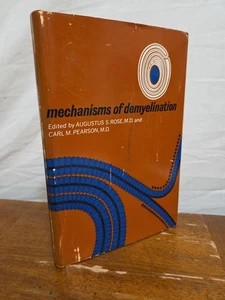 mechanisms of demyelination
Edited by AUGUSTUS S. ROSE, M.D. and
CARL M. PEARSON, M.D.